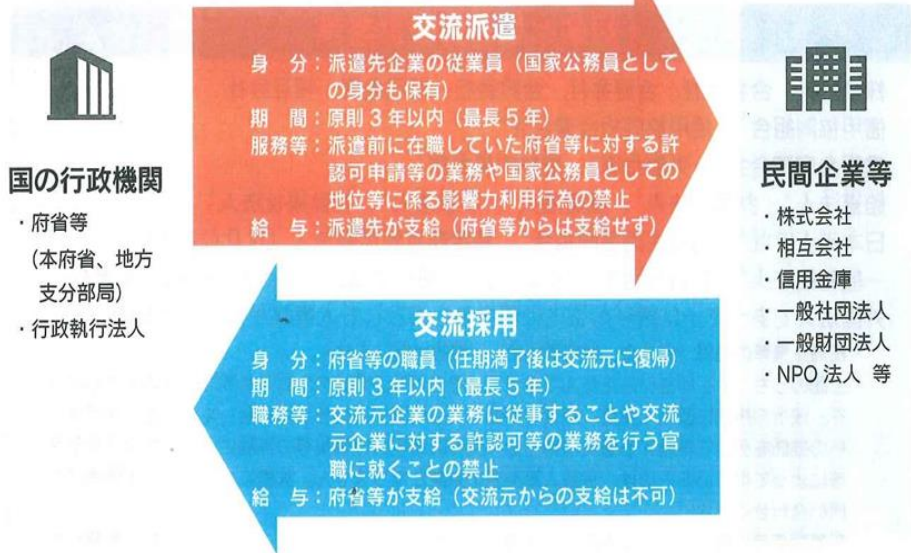 交流派遣
身　分：派遣先企業の従業員（国家公務員として
の身分も保有）
期　間：原則３年以内（最長５年）
服務等：派遣前に在職していた府省等に対する許
認可申請等の業務や国家公務員としての
地位等に係る影響力利用行為の禁止
給　与：派遣先が支給（府省等からは支給せず）
国の行政機関
・府省等
（本府省、地方
支分部局）
・行政執行法人
民間企業等
・株式会社
・相互会社
・信用金庫
・一般社団法人
・一般財団法人
・NPO 法人 等
交流採用
身　分：府省等の職員（任期満了後は交流元に復帰）
期　間：原則３年以内（最長５年）
職務等：交流元企業の業務に従事することや交流
元企業に対する許認可等の業務を行う官
職に就くことの禁止
給　与：府省等が支給（交流元からの支給は不可）